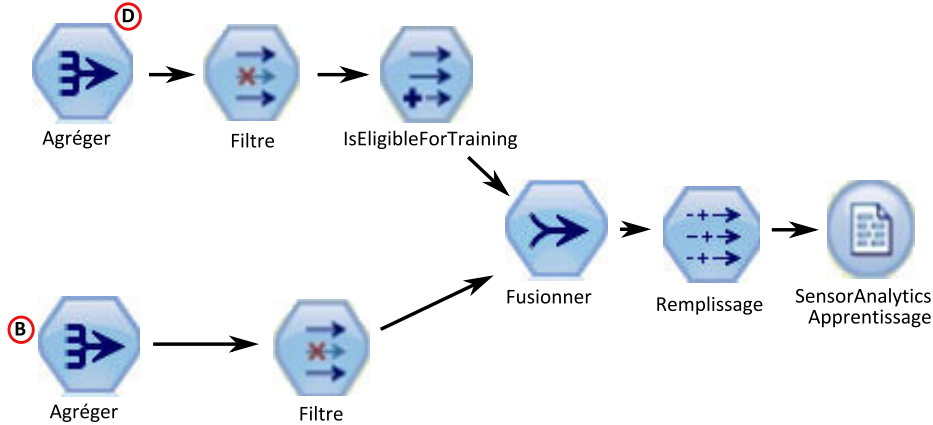 D
Agréger
Filtre
IsEligibleForTraining
Fusionner
Remplissage
SensorAnalytics
Apprentissage
B
Agréger
Filtre